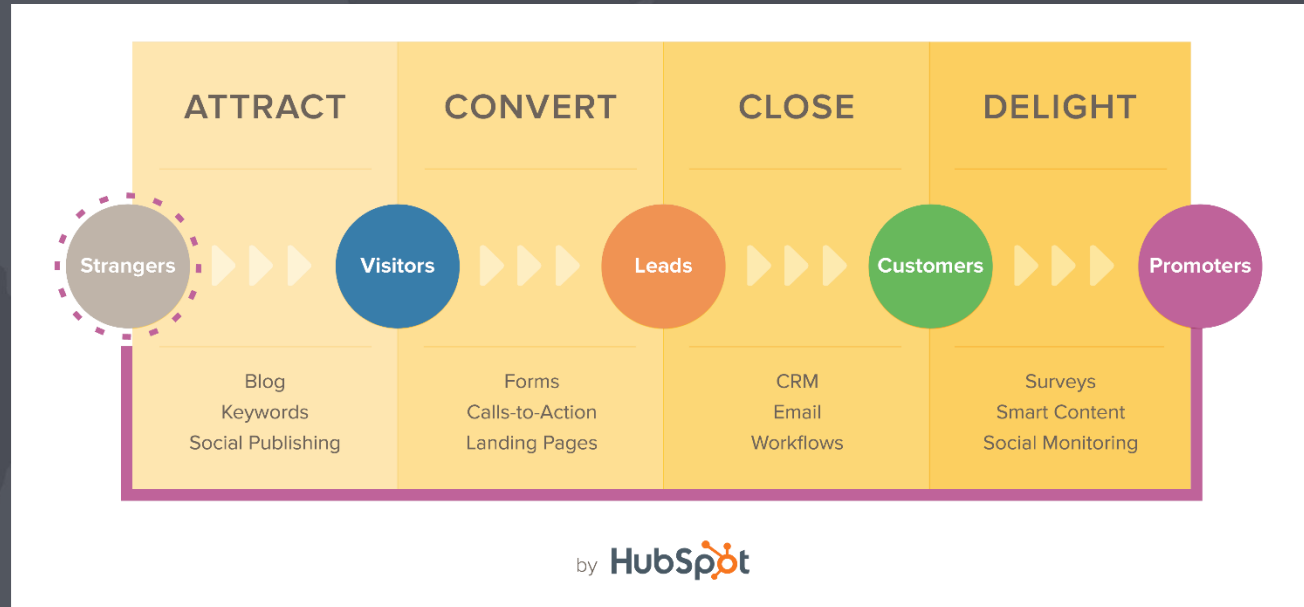 ATTRACT CONVERT CLOSE DELIGHT
Strangers Visitors Leads Customers Promoters
Blog Forms CRM Surveys
Keywords Calls-to-Action Email Smart Content
Social Publishing Landing Pages Workflows Social Monitoring
by HubSpot